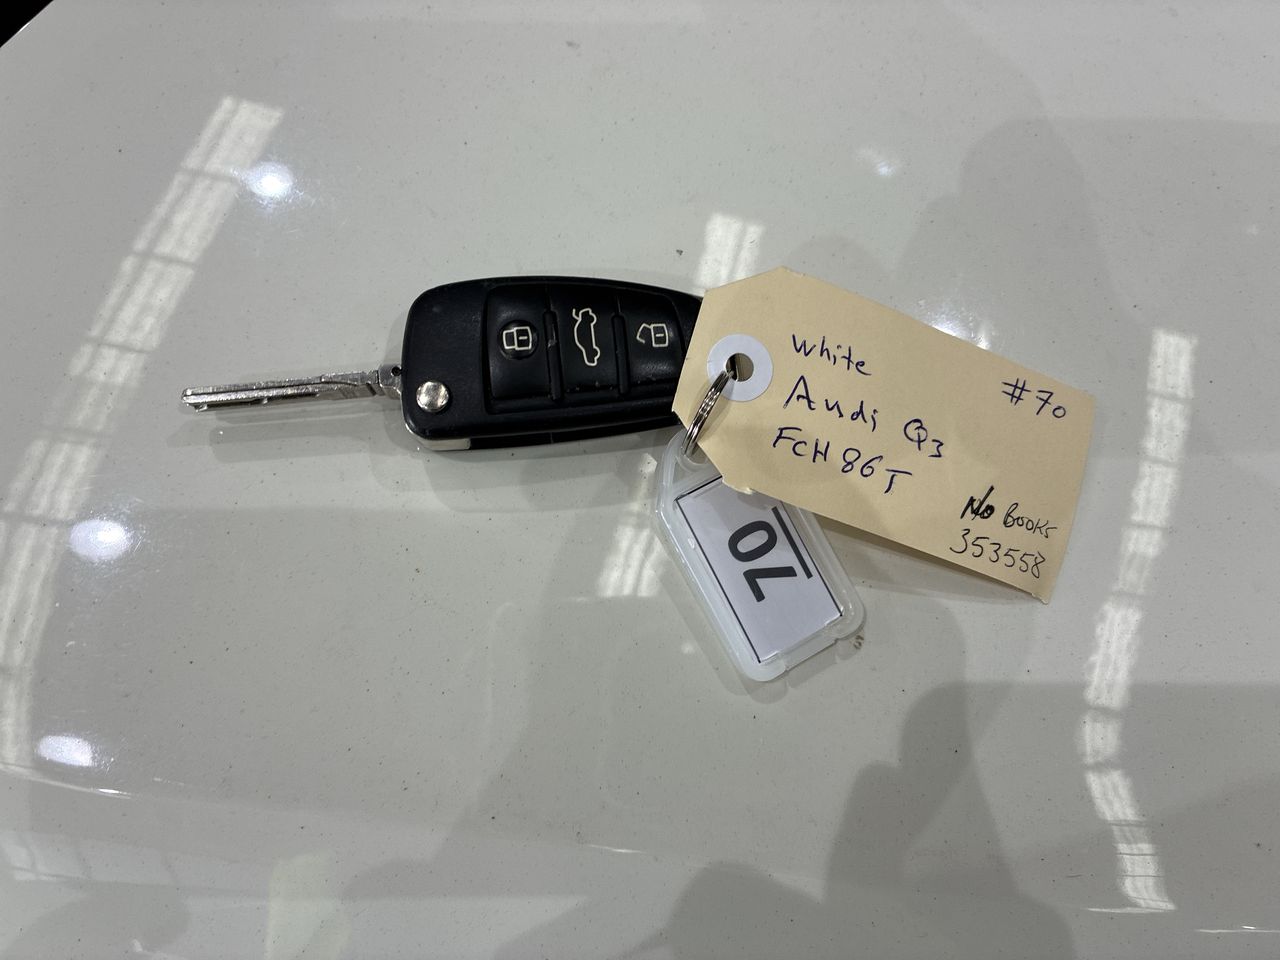 White
#70
Audi Q3
FCH 86T
No Books
353558
70